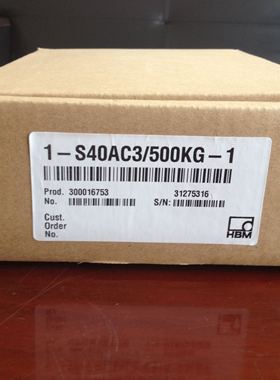 1-S40AC3/500KG-1
Prod. No. 300016753 S/N: 31275316
Cust. Order No.
HBM